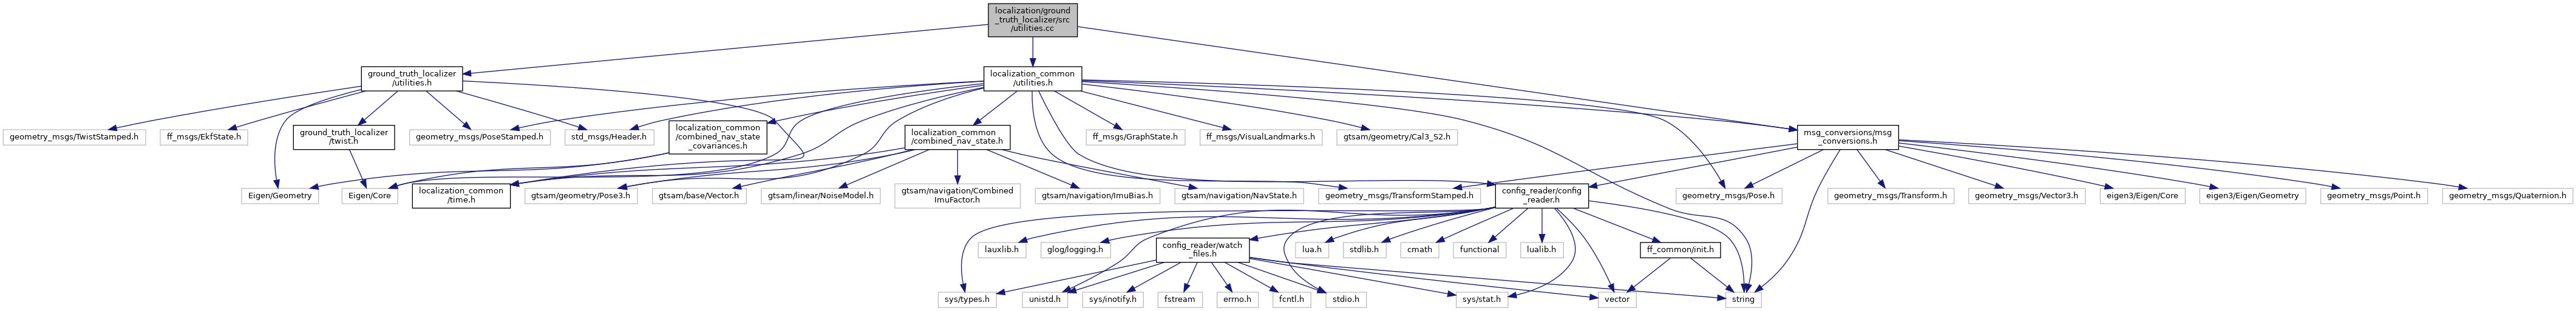 localization/ground
_truth_localizer/src
/utilities.cc
ground_truth_localizer
/utilities.h
localization_common
/utilities.h
geometry_msgs/TwistStamped.h
ff_msgs/EkfState.h
ground_truth_localizer
/twist.h
geometry_msgs/PoseStamped.h
std_msgs/Header.h
localization_common
/combined_nav_state
_covariances.h
localization_common
/combined_nav_state.h
ff_msgs/GraphState.h
ff_msgs/VisualLandmarks.h
gtsam/geometry/Cal3_S2.h
msg_conversions/msg
_conversions.h
Eigen/Geometry
Eigen/Core
localization_common
/time.h
gtsam/geometry/Pose3.h
gtsam/base/Vector.h
gtsam/linear/NoiseModel.h
gtsam/navigation/Combined
ImuFactor.h
gtsam/navigation/ImuBias.h
gtsam/navigation/NavState.h
geometry_msgs/TransformStamped.h
config_reader/config
_reader.h
geometry_msgs/Pose.h
geometry_msgs/Transform.h
geometry_msgs/Vector3.h
eigen3/Eigen/Core
eigen3/Eigen/Geometry
geometry_msgs/Point.h
geometry_msgs/Quaternion.h
lauxlib.h
glog/logging.h
config_reader/watch
_files.h
lua.h
stdlib.h
cmath
functional
lualib.h
ff_common/init.h
sys/types.h
unistd.h
sys/inotify.h
fstream
errno.h
fcntl.h
stdio.h
sys/stat.h
vector
string